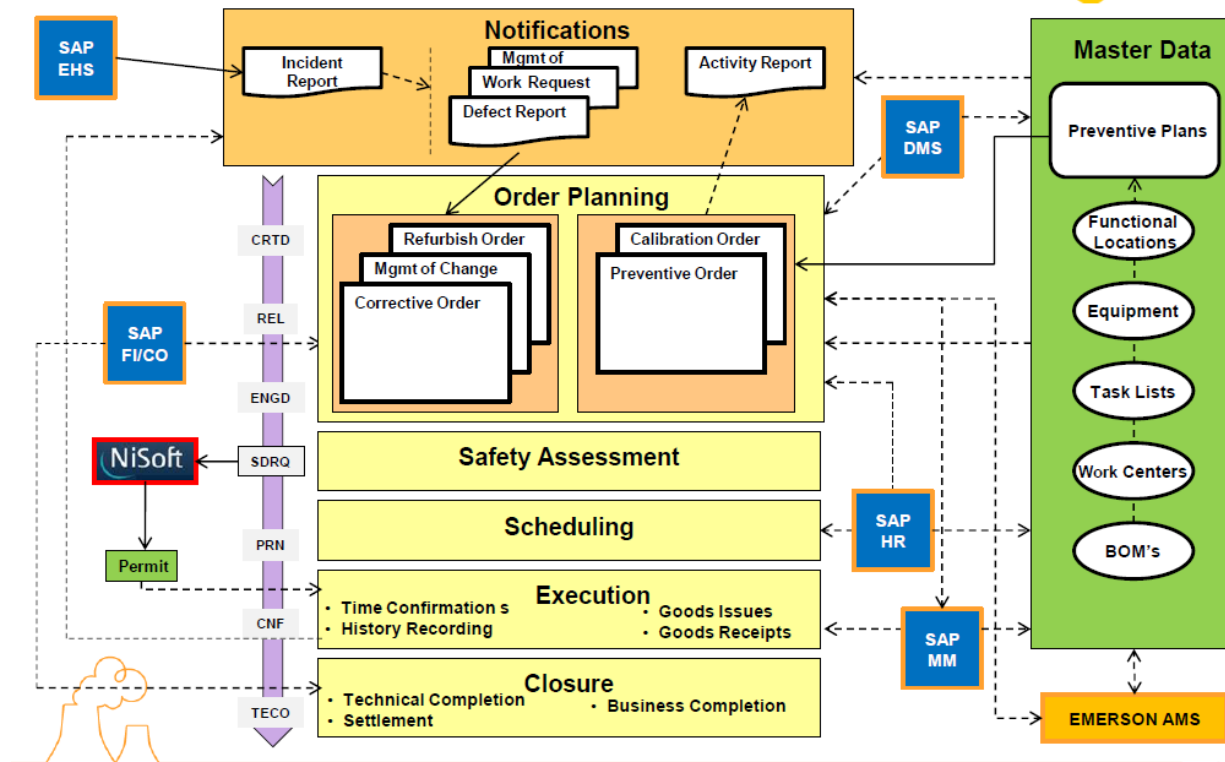 SAP
EHS
Notifications
Incident
Report
Mgmt of
Work Request
Defect Report
Activity Report
Master Data
Preventive Plans
SAP
DMS
Order Planning
CRTD
Refurbish Order
Mgmt of Change
Corrective Order
Calibration Order
Preventive Order
Functional
Locations
SAP
FI/CO
REL
Equipment
ENGD
Task Lists
NiSoft
SDRQ
Safety Assessment
Work Centers
Scheduling
SAP
HR
PRN
BOM's
Permit
Execution
• Time Confirmation s
• History Recording
• Goods Issues
• Goods Receipts
CNF
SAP
MM
Closure
• Technical Completion
• Settlement
• Business Completion
TECO
EMERSON AMS